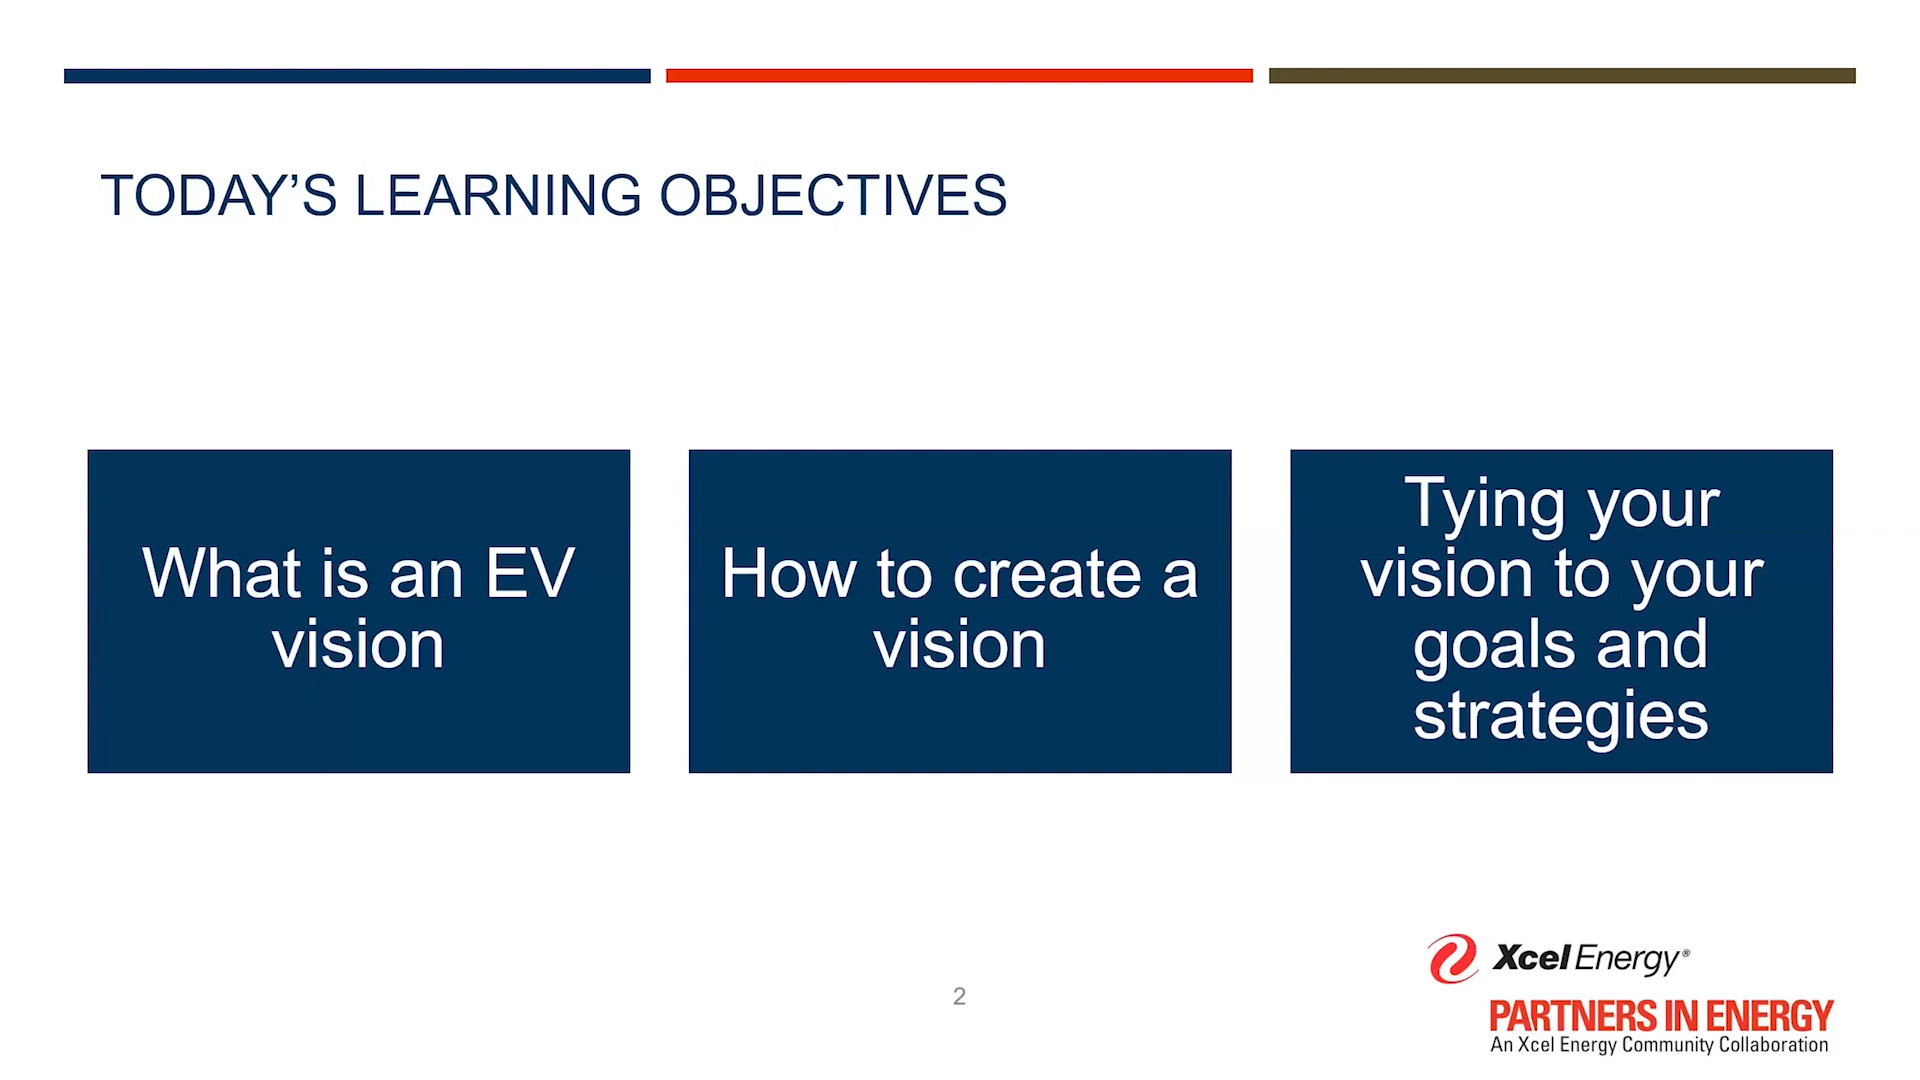 TODAY’S LEARNING OBJECTIVES
What is an EV
vision
How to create a
vision
Tying your
vision to your
goals and
strategies
2
Xcel Energy®
PARTNERS IN ENERGY
An Xcel Energy Community Collaboration